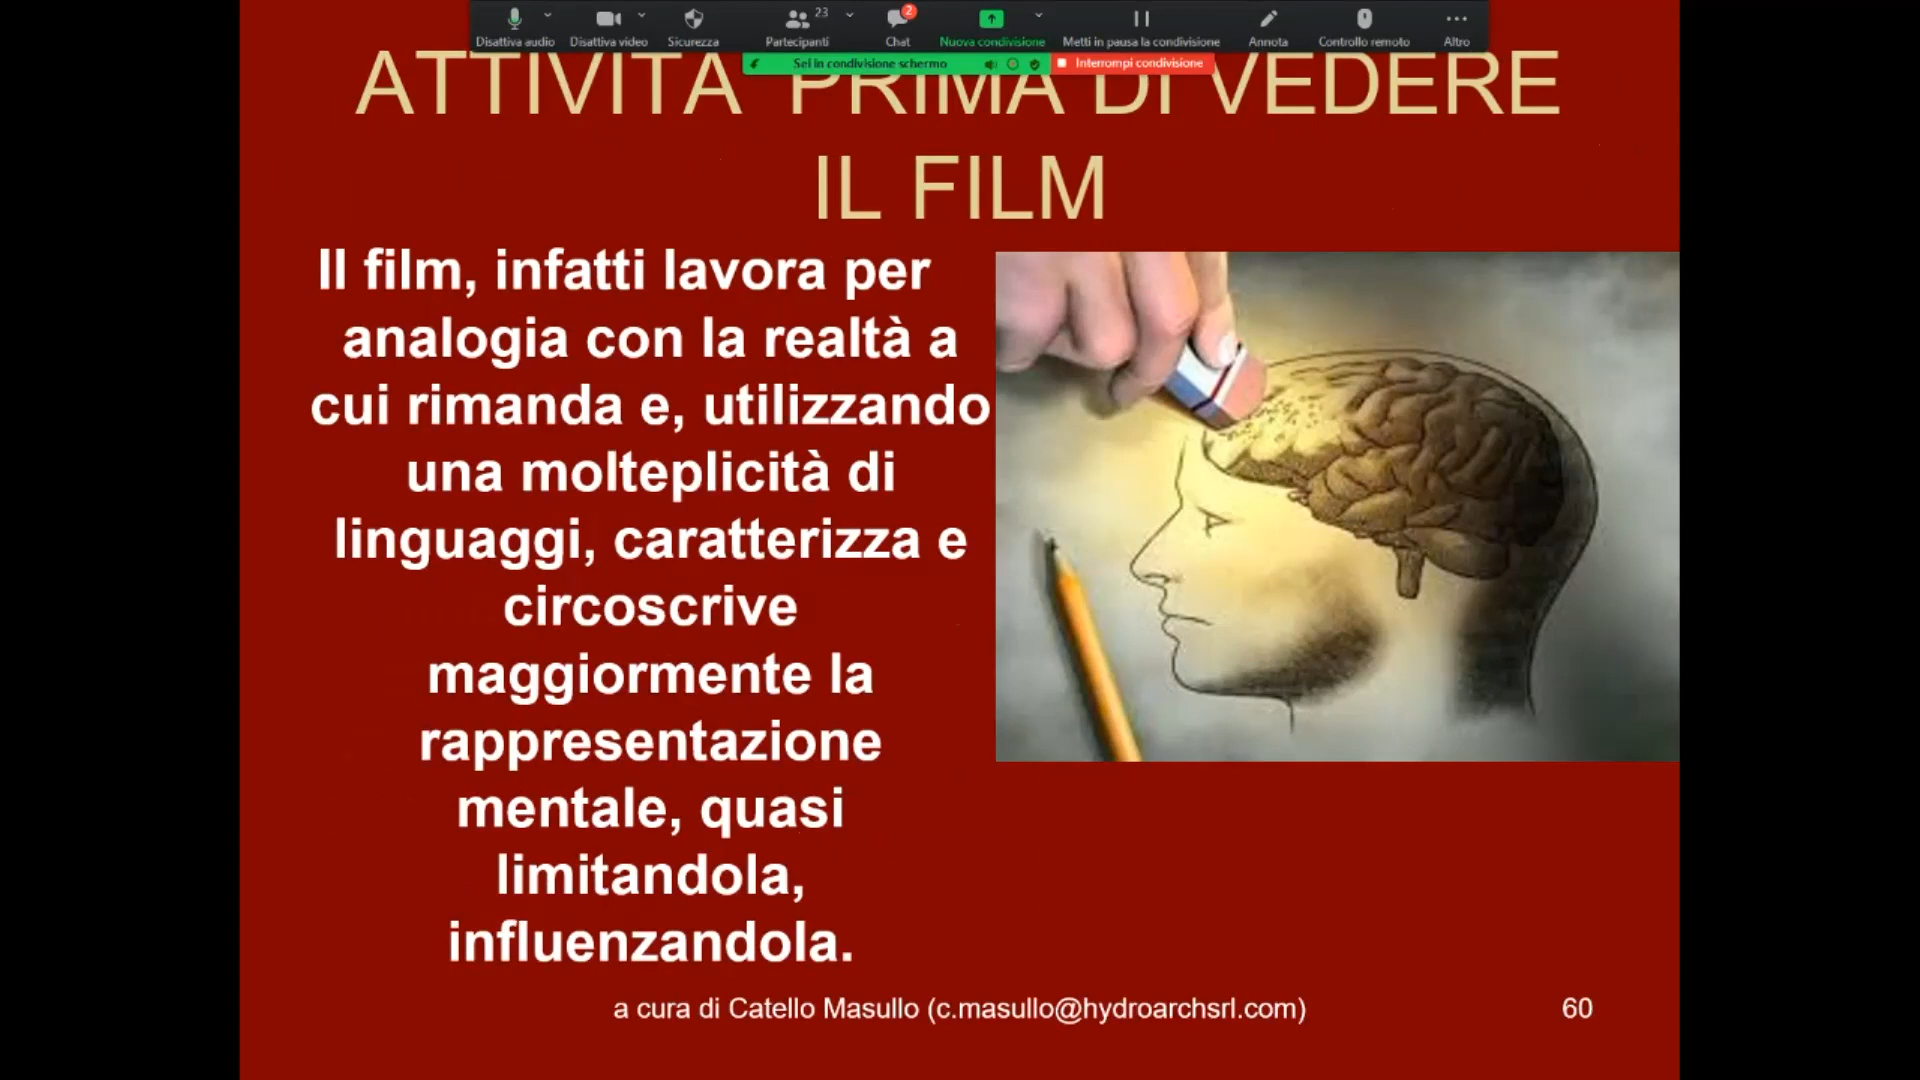 23
2
Disattiva audio
Disattiva video
Sicurezza
Partecipanti
Chat
Nuova condivisione
Metti in pausa la condivisione
Annota
Controllo remoto
Altro
Sei in condivisione schermo
Interrompi condivisione
ATTIVITA' PRIMA DI VEDERE
IL FILM
Il film, infatti lavora per
analogia con la realtà a
cui rimanda e, utilizzando
una molteplicità di
linguaggi, caratterizza e
circoscrive
maggiormente la
rappresentazione
mentale, quasi
limitandola,
influenzandola.
a cura di Catello Masullo (c.masullo@hydroarchsrl.com)
60